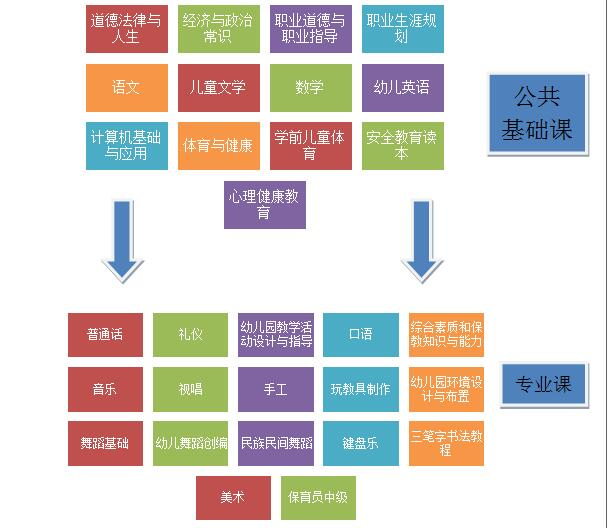 道德法律与
人生
经济与政治
常识
职业道德与
职业指导
职业生涯规
划
语文
儿童文学
数学
幼儿英语
公共
基础课
计算机基础
与应用
体育与健康
学前儿童体
育
安全教育读
本
心理健康教
育
普通话
礼仪
幼儿园教学活
动设计与指导
口语
综合素质和保
教知识与能力
音乐
视唱
手工
玩教具制作
幼儿园环境设
计与布置
专业课
舞蹈基础
幼儿舞蹈创编
民族民间舞蹈
键盘乐
三笔字书法教
程
美术
保育员中级